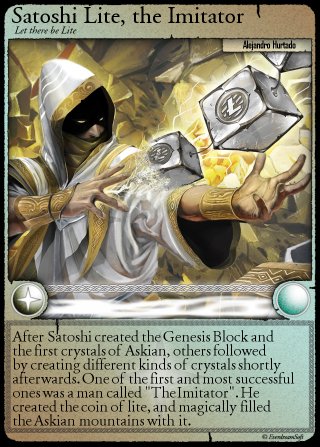 Satoshi Lite, the Imitator
Let there be Lite
Alejandro Hurtado
After Satoshi created the Genesis Block and
the first crystals of Askian, others followed
by creating different kinds of crystals shortly
afterwards. One of the first and most successful
ones was a man called "The Imitator". He
created the coin of lite, and magically filled
the Askian mountains with it.
© EverdreamSoft